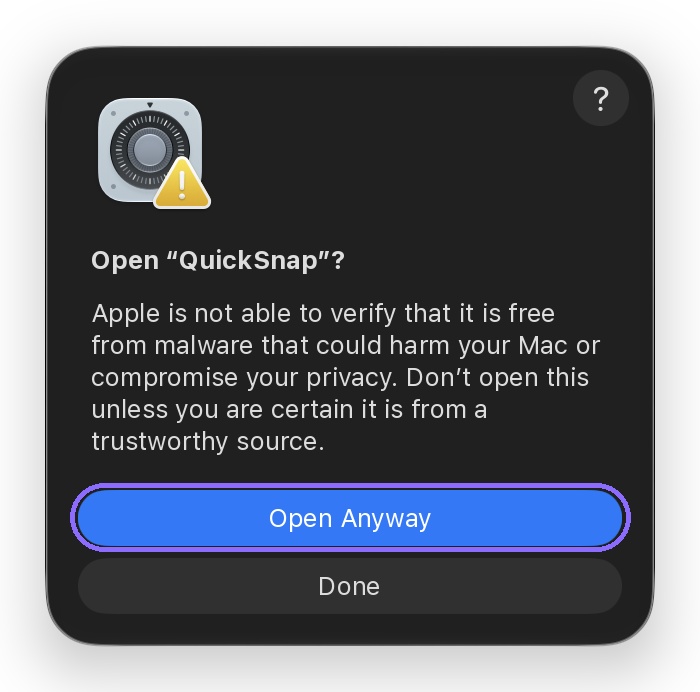 ?
Open “QuickSnap”?
Apple is not able to verify that it is free
from malware that could harm your Mac or
compromise your privacy. Don’t open this
unless you are certain it is from a
trustworthy source.
Open Anyway
Done